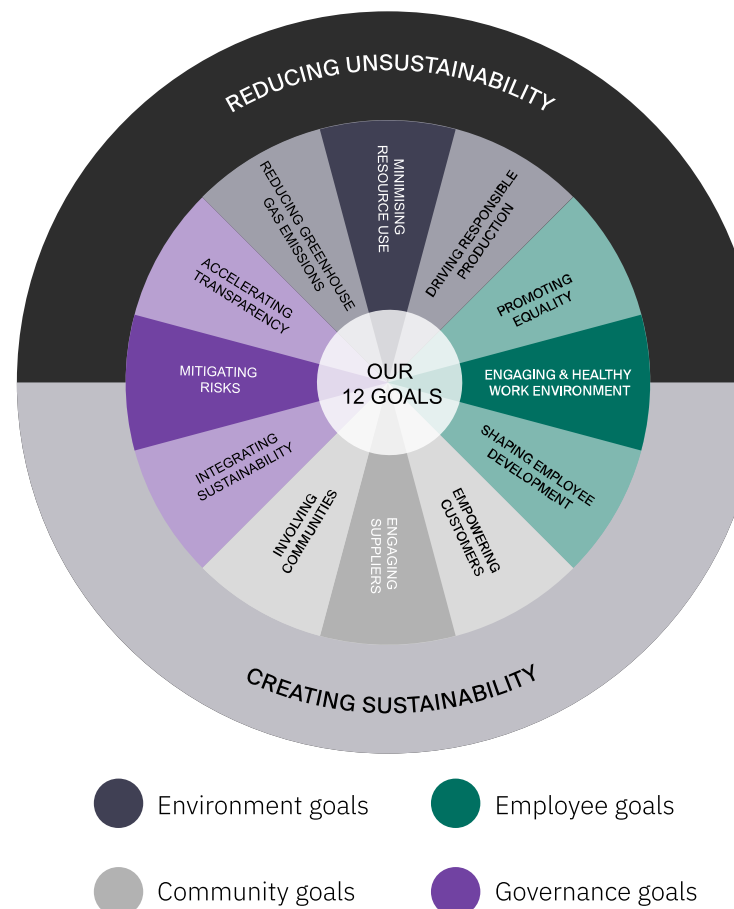 REDUCING UNSUSTAINABILITY
MINIMISING
RESOURCE USE
DRIVING RESPONSIBLE
PRODUCTION
PROMOTING
EQUALITY
ENGAGING & HEALTHY
WORK ENVIRONMENT
SHAPING EMPLOYEE
DEVELOPMENT
EMPOWERING
CUSTOMERS
ENGAGING
SUPPLIERS
INVOLVING
COMMUNITIES
INTEGRATING
SUSTAINABILITY
MITIGATING
RISKS
ACCELERATING
TRANSPARENCY
REDUCING GREENHOUSE
GAS EMISSIONS
OUR
12 GOALS
CREATING SUSTAINABILITY
Environment goals
Employee goals
Community goals
Governance goals